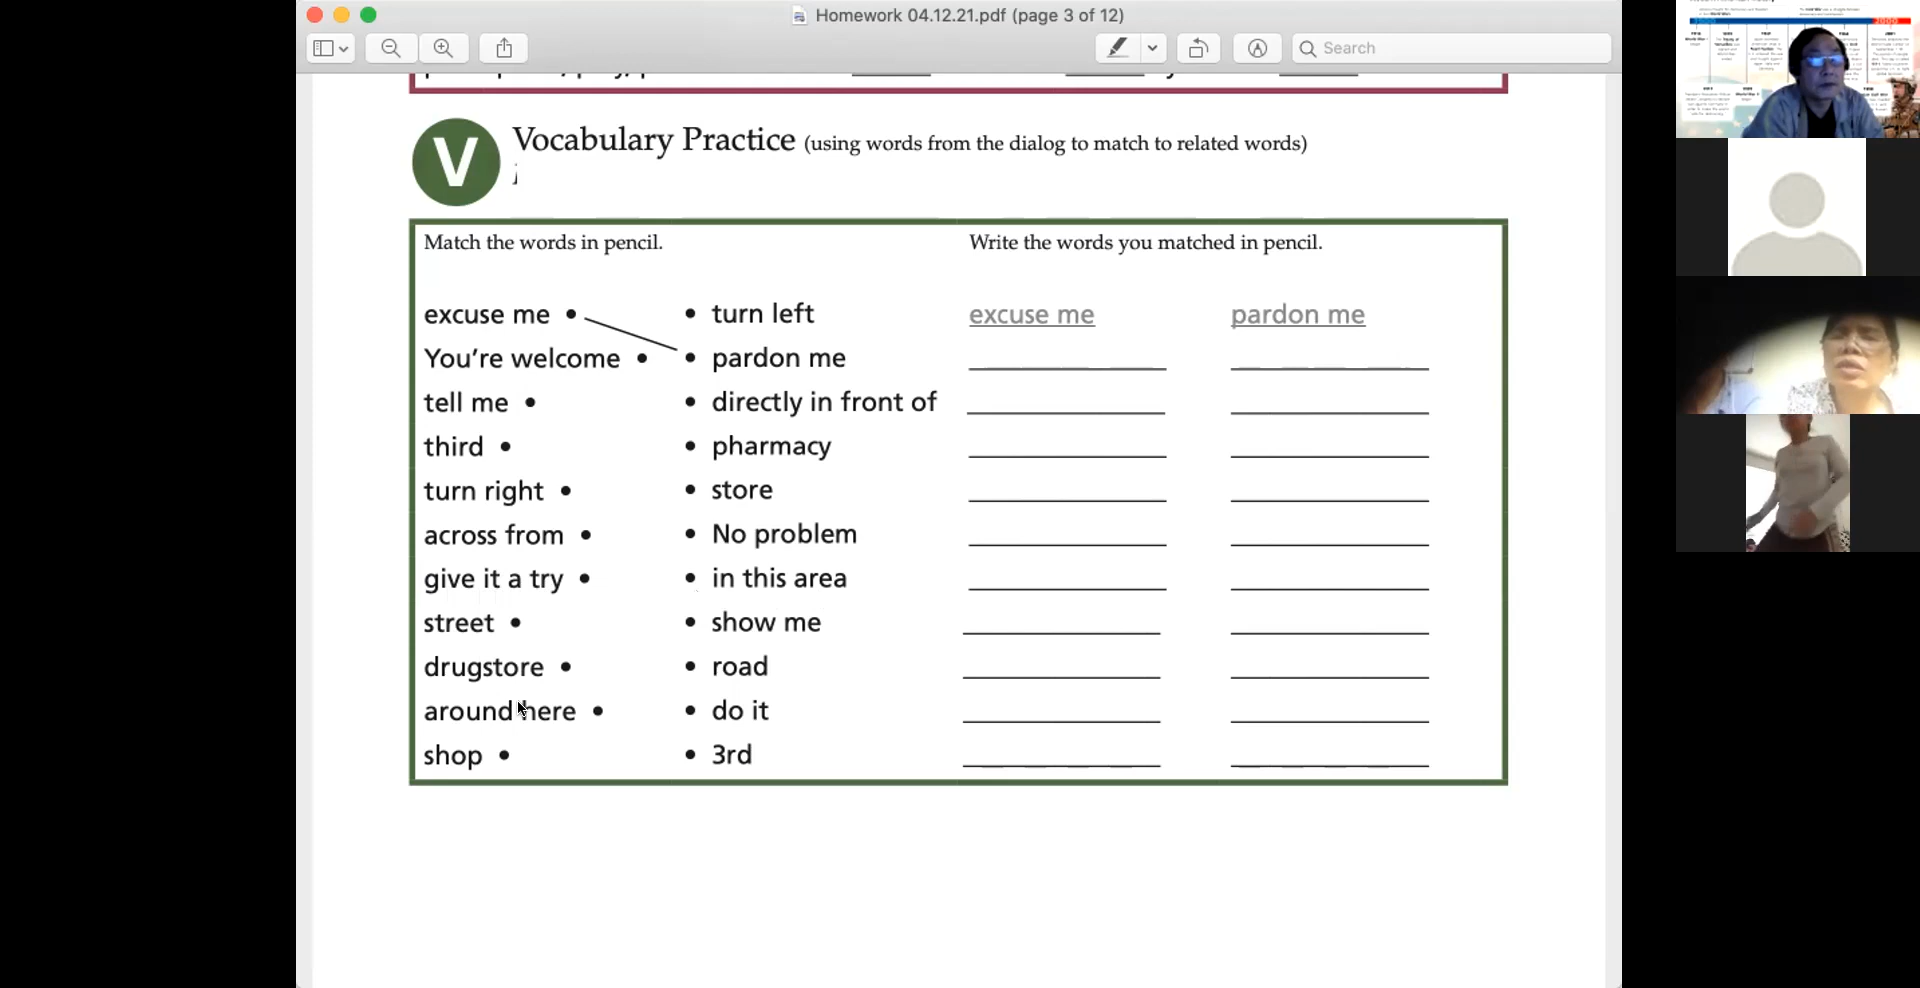 Homework 04.12.21.pdf (page 3 of 12)
Search
V
Vocabulary Practice (using words from the dialog to match to related words)
Match the words in pencil.
Write the words you matched in pencil.
excuse me • • turn left excuse me pardon me
You're welcome • • pardon me
tell me • • directly in front of
third • • pharmacy
turn right • • store
across from • • No problem
give it a try • • in this area
street • • show me
drugstore • • road
around here • • do it
shop • • 3rd